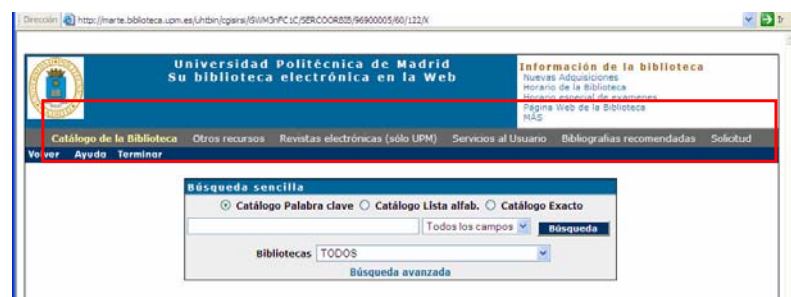 Dirección http://marte.biblioteca.upm.es/uhtbin/cgisirsi/SWM3nFC1C/SERCOORBIB/96900005/60/122/X
Universidad Politécnica de Madrid
Su biblioteca electrónica en la Web
Información de la biblioteca
Nuevas Adquisiciones
Horario de la Biblioteca
Horario especial de examenes
Página Web de la Biblioteca
MÁS
Catálogo de la Biblioteca Otros recursos Revistas electrónicas (sólo UPM) Servicios al Usuario Bibliografías recomendadas Solicitud
Volver Ayuda Terminar
Búsqueda sencilla
Catálogo Palabra clave Catálogo Lista alfab. Catálogo Exacto
Todos los campos Búsqueda
Bibliotecas TODOS
Búsqueda avanzada